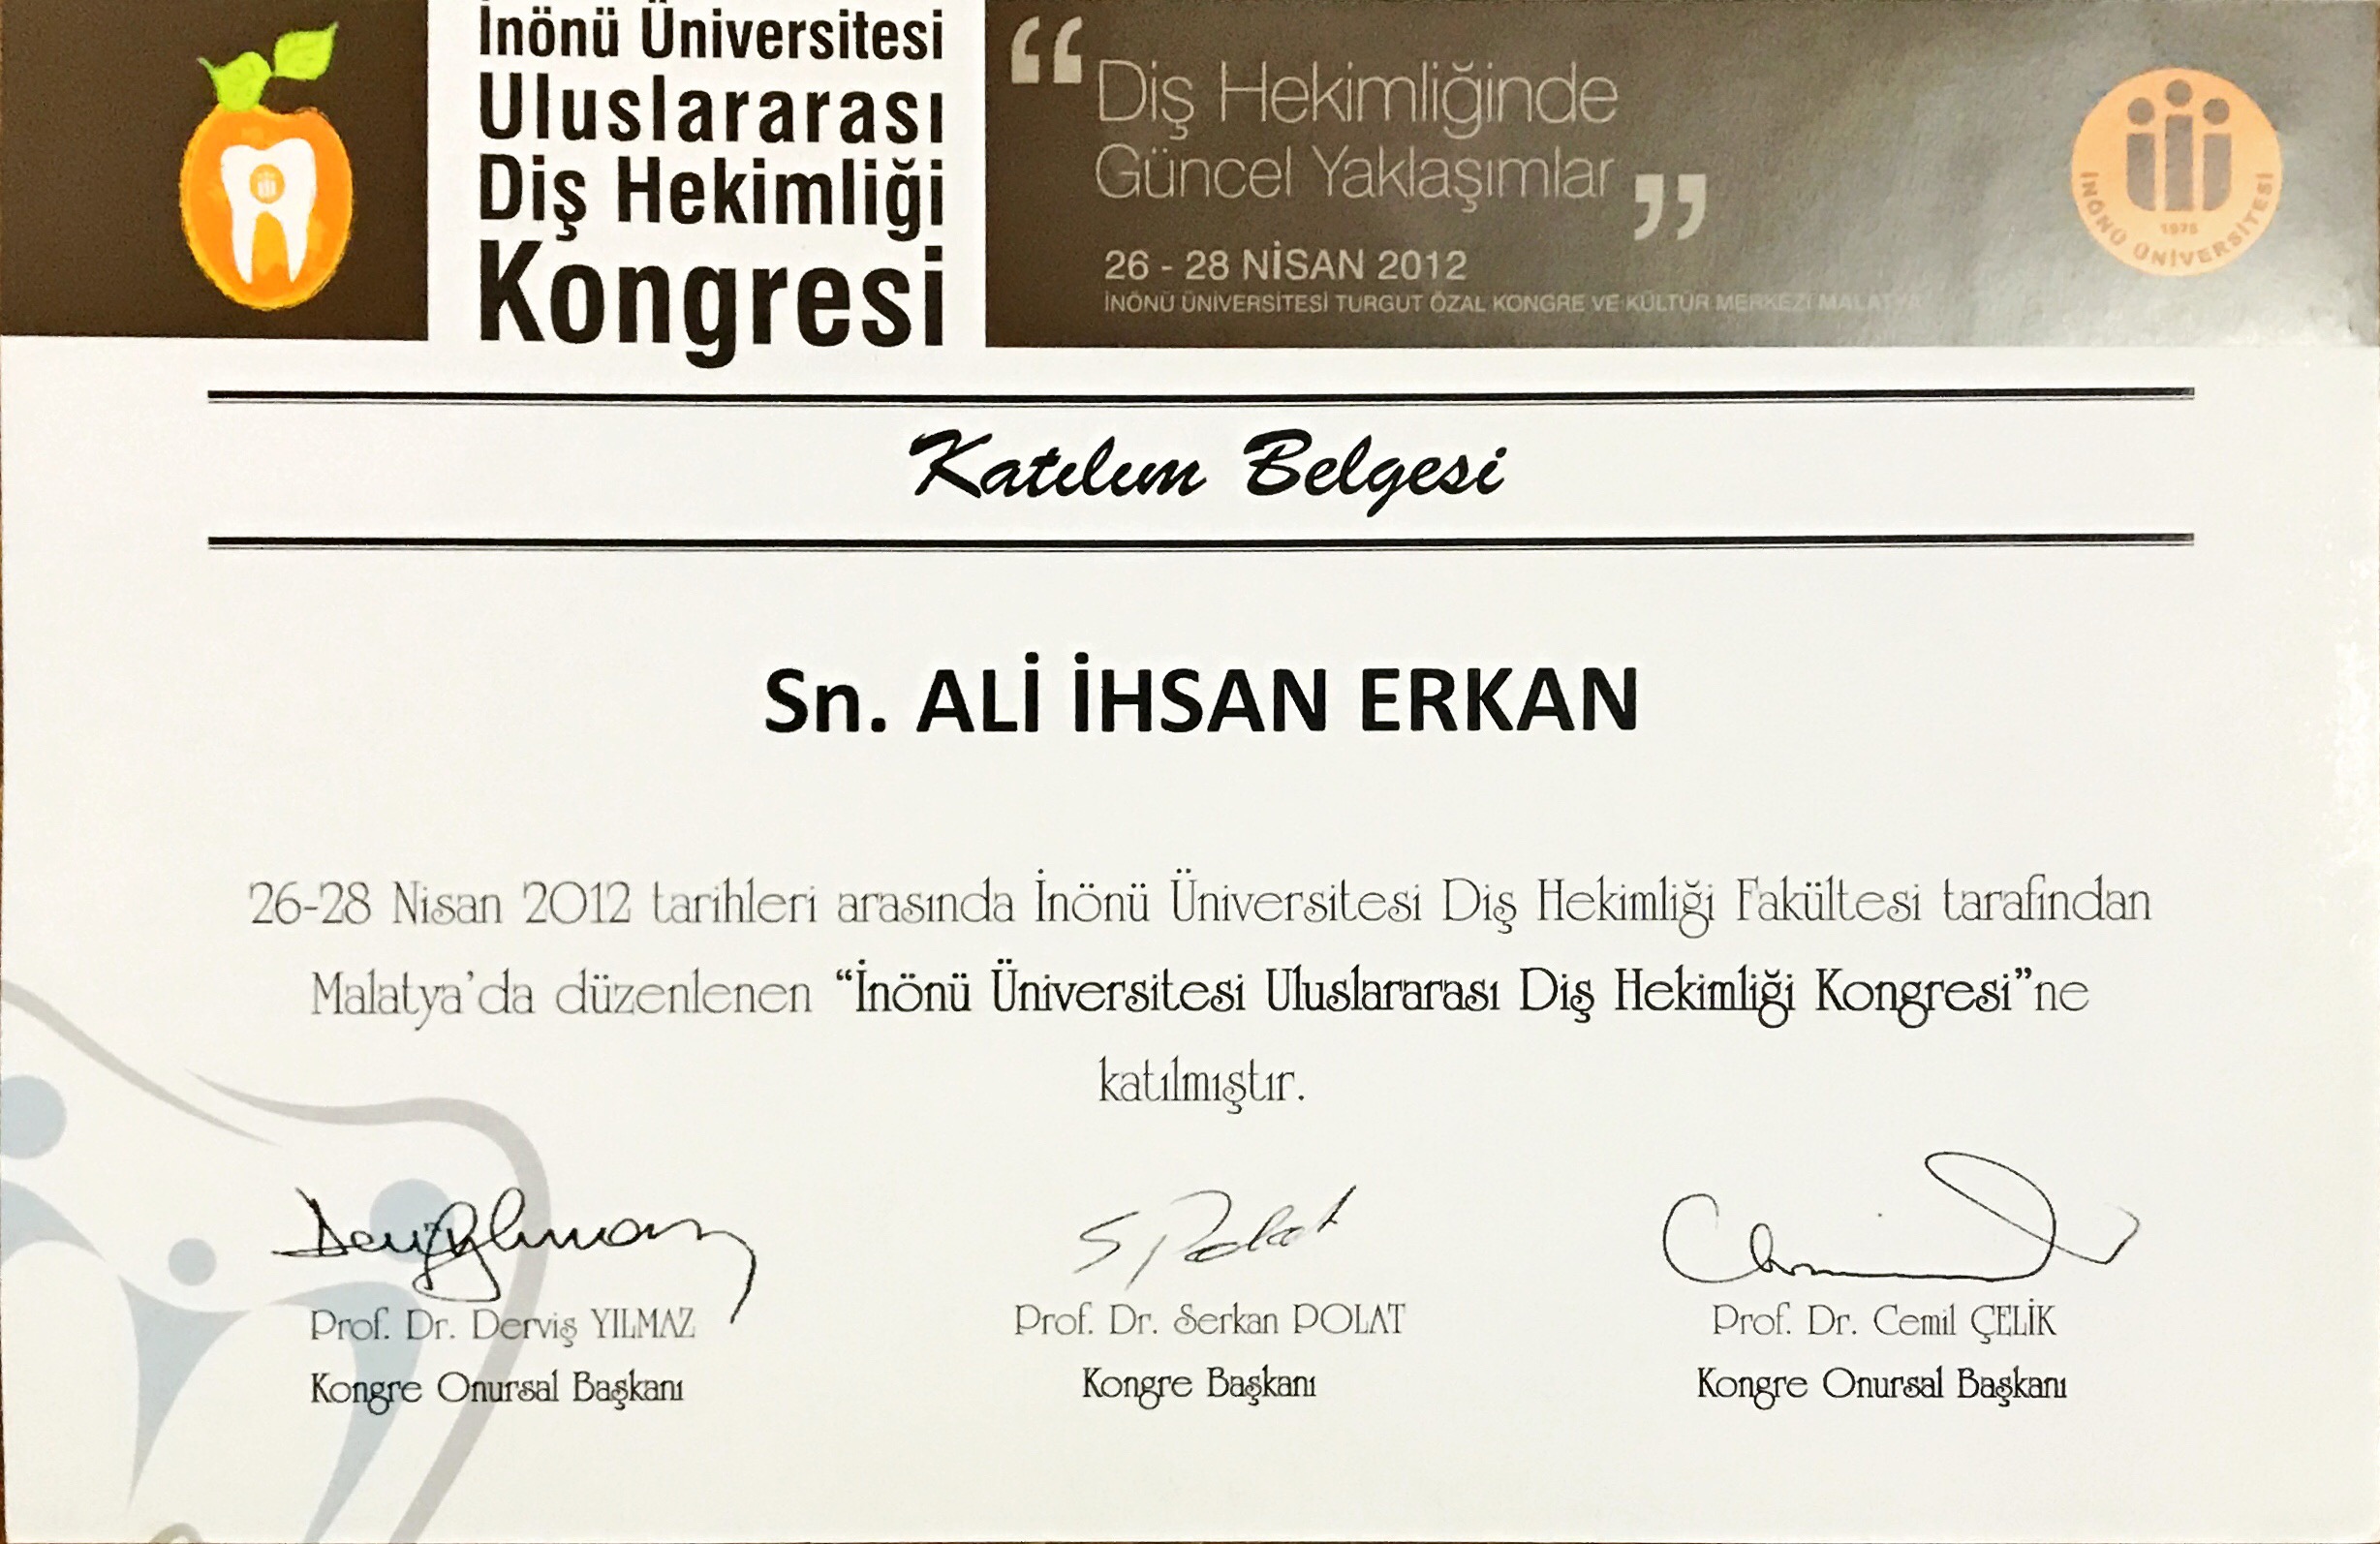 İnönü Üniversitesi
Uluslararası
Diş Hekimliği
Kongresi
“Diş Hekimliğinde
Güncel Yaklaşımlar”
26 - 28 NİSAN 2012
İNÖNÜ ÜNİVERSİTESİ TURGUT ÖZAL KONGRE VE KÜLTÜR MERKEZİ MALATYA
1975
İNÖNÜ ÜNİVERSİTESİ
Katılım Belgesi
Sn. ALİ İHSAN ERKAN
26-28 Nisan 2012 tarihleri arasında İnönü Üniversitesi Diş Hekimliği Fakültesi tarafından
Malatya'da düzenlenen “İnönü Üniversitesi Uluslararası Diş Hekimliği Kongresi”ne
katılmıştır.
S Polat
Prof. Dr. Derviş YILMAZ
Kongre Onursal Başkanı
Prof. Dr. Serkan POLAT
Kongre Başkanı
Prof. Dr. Cemil ÇELİK
Kongre Onursal Başkanı